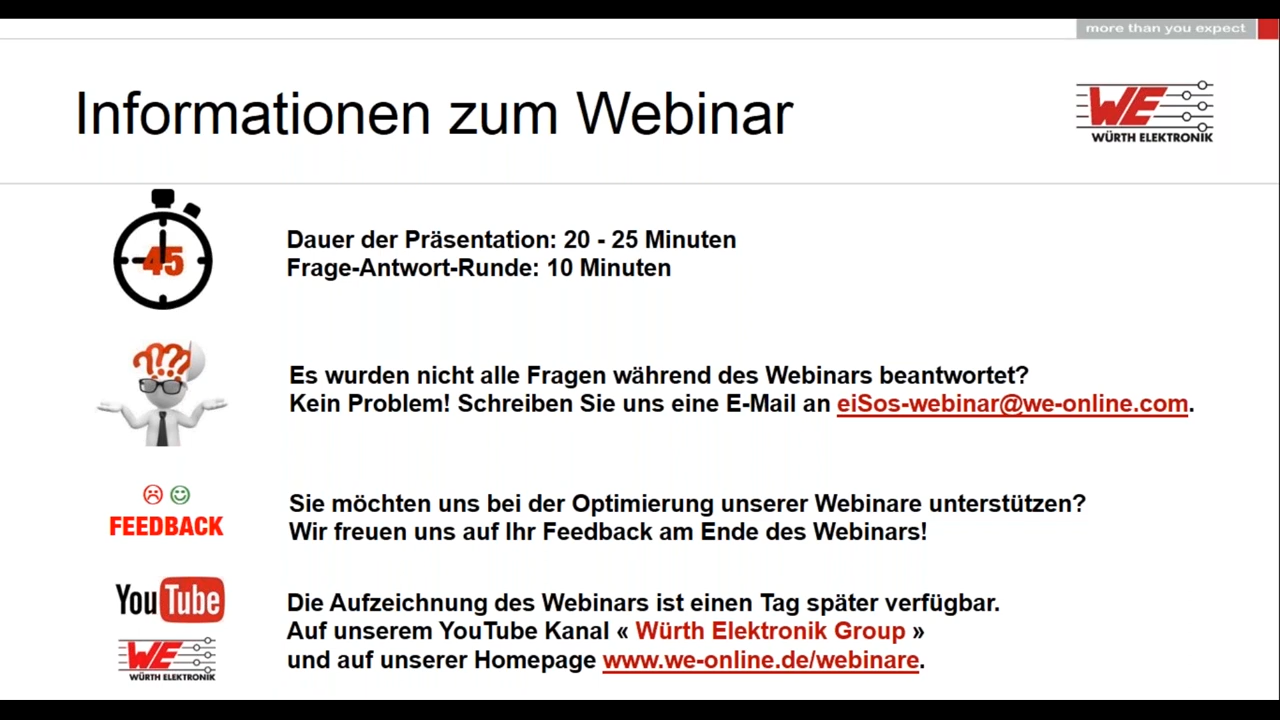 more than you expect
Informationen zum Webinar
WE
WÜRTH ELEKTRONIK
45
Dauer der Präsentation: 20 - 25 Minuten
Frage-Antwort-Runde: 10 Minuten
???
Es wurden nicht alle Fragen während des Webinars beantwortet?
Kein Problem! Schreiben Sie uns eine E-Mail an eiSos-webinar@we-online.com.
FEEDBACK
Sie möchten uns bei der Optimierung unserer Webinare unterstützen?
Wir freuen uns auf Ihr Feedback am Ende des Webinars!
YouTube
WE
WÜRTH ELEKTRONIK
Die Aufzeichnung des Webinars ist einen Tag später verfügbar.
Auf unserem YouTube Kanal « Würth Elektronik Group »
und auf unserer Homepage www.we-online.de/webinare.